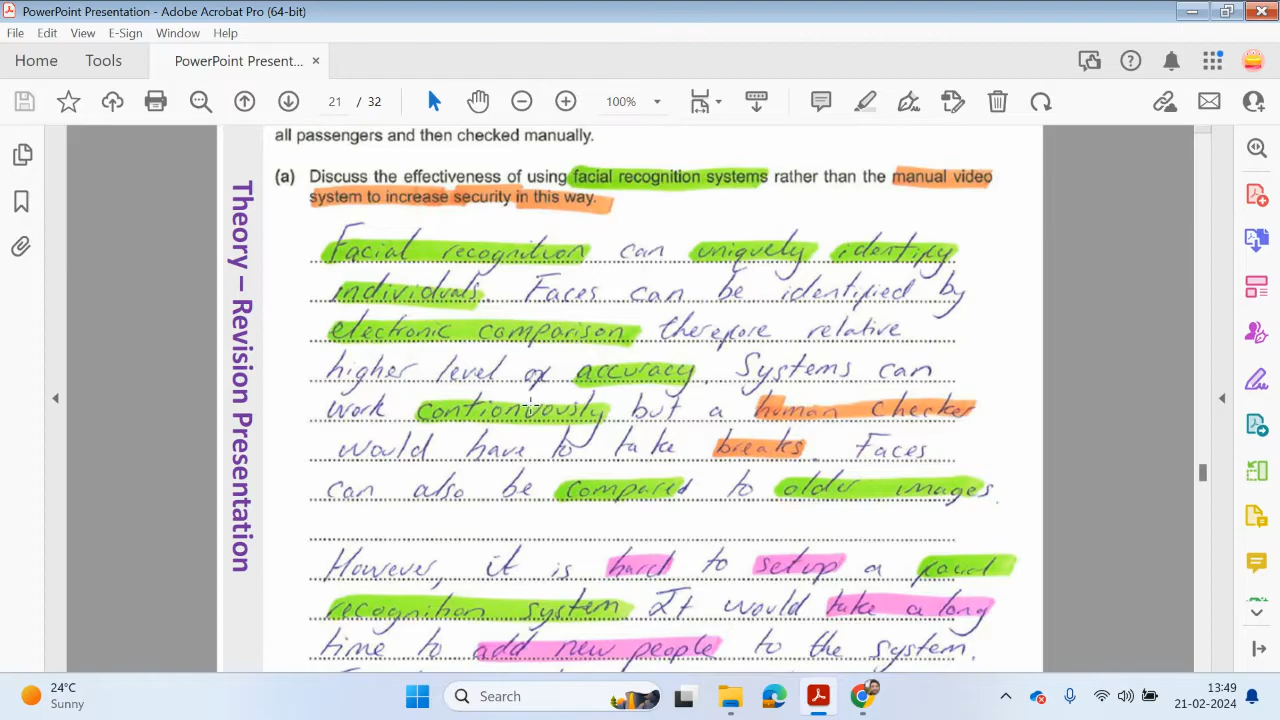 PowerPoint Presentation - Adobe Acrobat Pro (64-bit)
File Edit View E-Sign Window Help
Home Tools PowerPoint Present... ×
21 / 32 100%
all passengers and then checked manually.
(a) Discuss the effectiveness of using facial recognition systems rather than the manual video
system to increase security in this way.
Facial recognition can uniquely identify
individuals. Faces can be identified by
electronic comparison therefore relative
higher level of accuracy. Systems can
work contionuously but a human checker
would have to take breaks. Faces
can also be compared to older images.
However, it is hard to setup a facial
recognition system It would take a long
time to add new people to the system.
Theory – Revision Presentation
24°C
Sunny
Search
13:49
21-02-2024